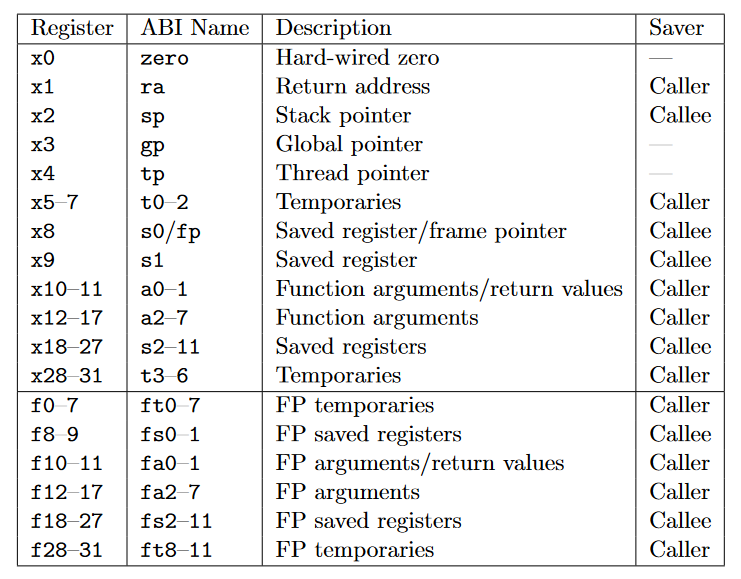 Register ABI Name Description Saver
x0 zero Hard-wired zero —
x1 ra Return address Caller
x2 sp Stack pointer Callee
x3 gp Global pointer —
x4 tp Thread pointer —
x5–7 t0–2 Temporaries Caller
x8 s0/fp Saved register/frame pointer Callee
x9 s1 Saved register Callee
x10–11 a0–1 Function arguments/return values Caller
x12–17 a2–7 Function arguments Caller
x18–27 s2–11 Saved registers Callee
x28–31 t3–6 Temporaries Caller
f0–7 ft0–7 FP temporaries Caller
f8–9 fs0–1 FP saved registers Callee
f10–11 fa0–1 FP arguments/return values Caller
f12–17 fa2–7 FP arguments Caller
f18–27 fs2–11 FP saved registers Callee
f28–31 ft8–11 FP temporaries Caller